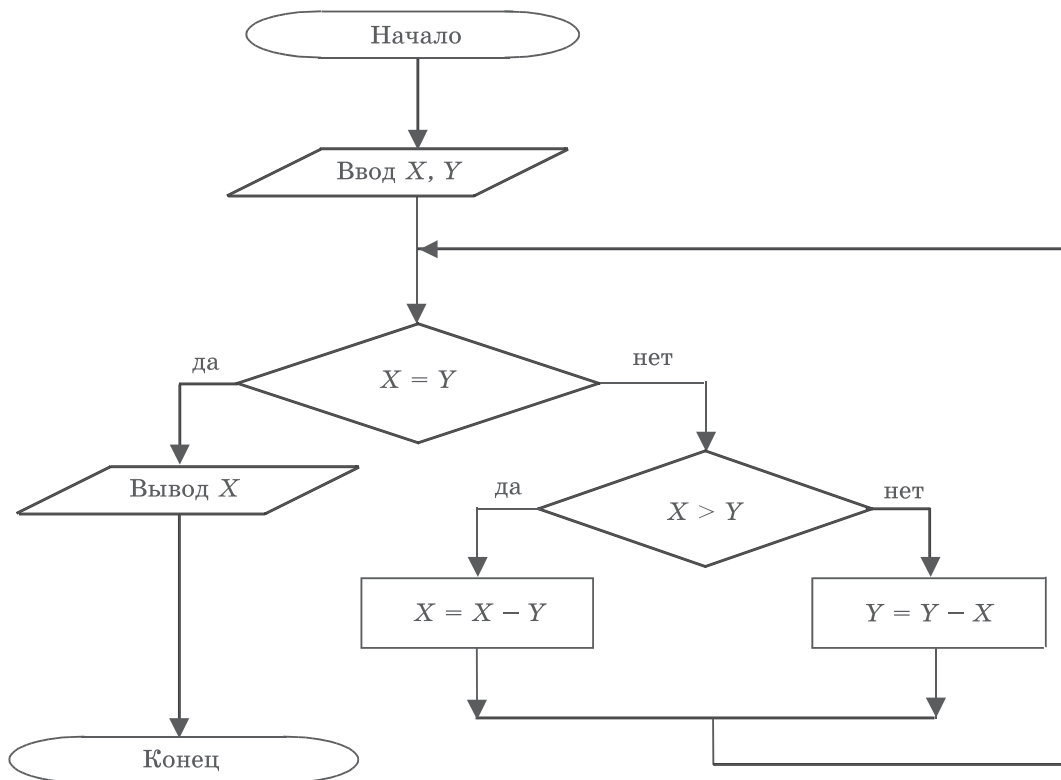 Начало
Ввод X, Y
X = Y
да
нет
Вывод X
X > Y
да
нет
X = X − Y
Y = Y − X
Конец